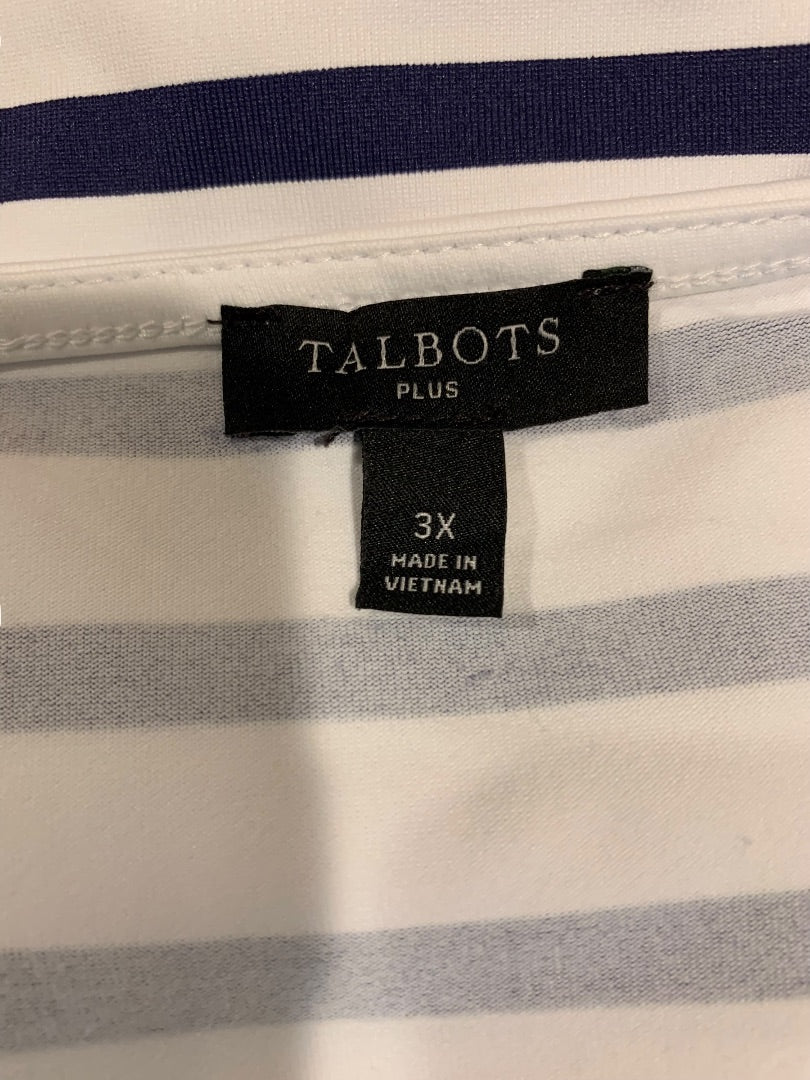 TALBOTS
PLUS
3X
MADE IN
VIETNAM